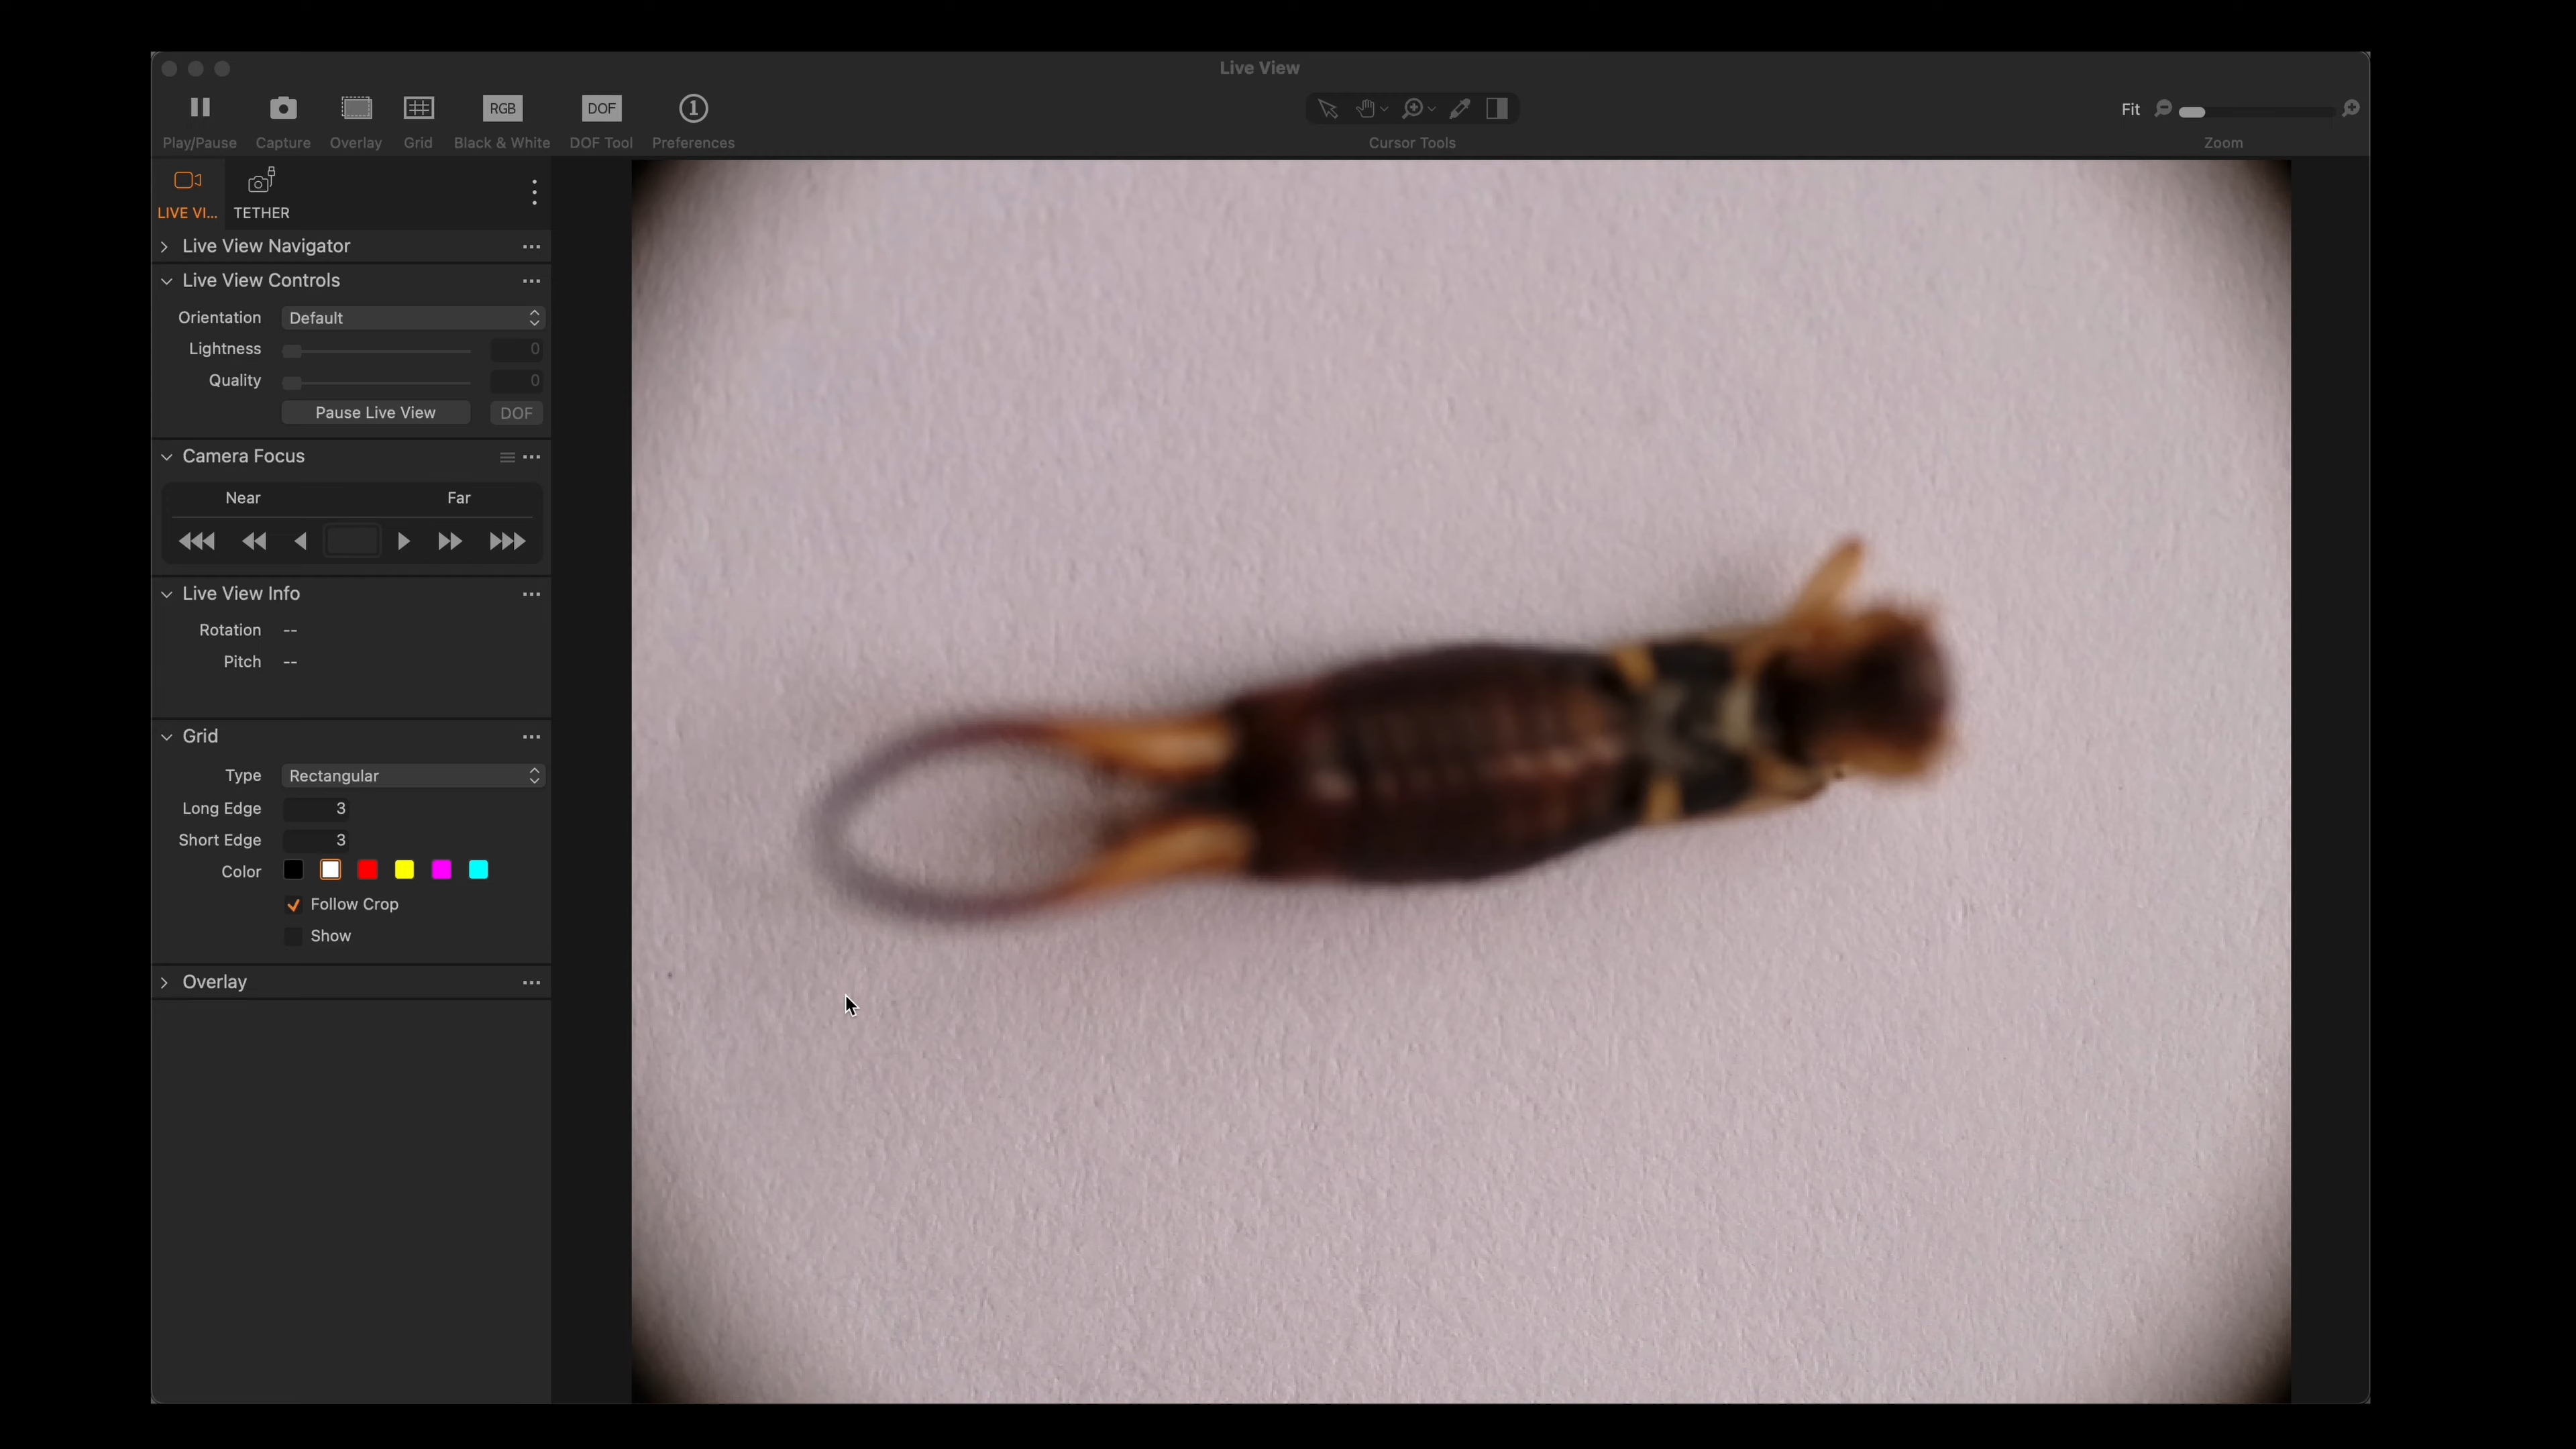 Live View
RGB
DOF
1
Fit
Play/Pause
Capture
Overlay
Grid
Black & White
DOF Tool
Preferences
Cursor Tools
Zoom
LIVE VI...
TETHER
Live View Navigator
Live View Controls
Orientation Default
Lightness 0
Quality 0
Pause Live View DOF
Camera Focus
Near Far
Live View Info
Rotation --
Pitch --
Grid
Type Rectangular
Long Edge 3
Short Edge 3
Color
Follow Crop
Show
Overlay